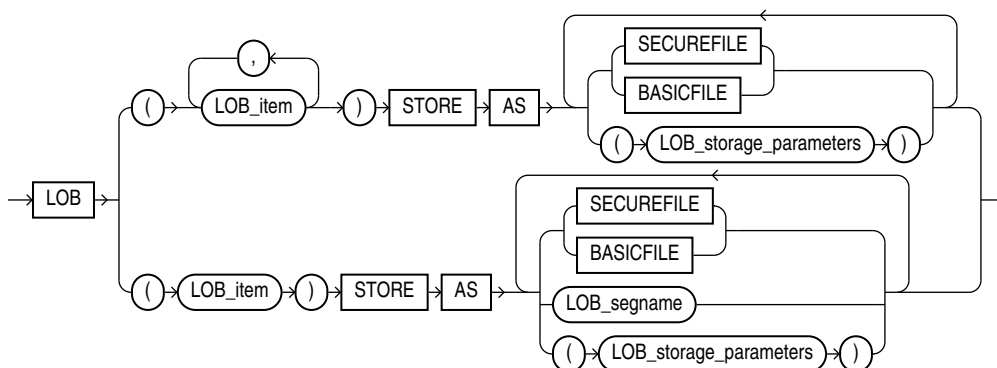 SECUREFILE
,
BASICFILE
( LOB_item ) STORE AS
( LOB_storage_parameters )
LOB
SECUREFILE
BASICFILE
( LOB_item ) STORE AS
LOB_segname
( LOB_storage_parameters )